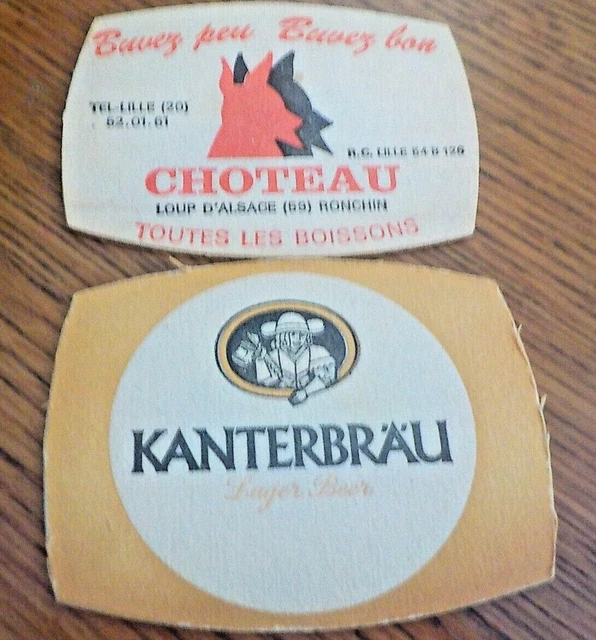 Buvez peu Buvez bon
TEL-LILLE (20)
52.01.61
R.C. LILLE 64 B 126
CHOTEAU
LOUP D'ALSACE (59) RONCHIN
TOUTES LES BOISSONS
KANTERBRÄU
Lager Beer